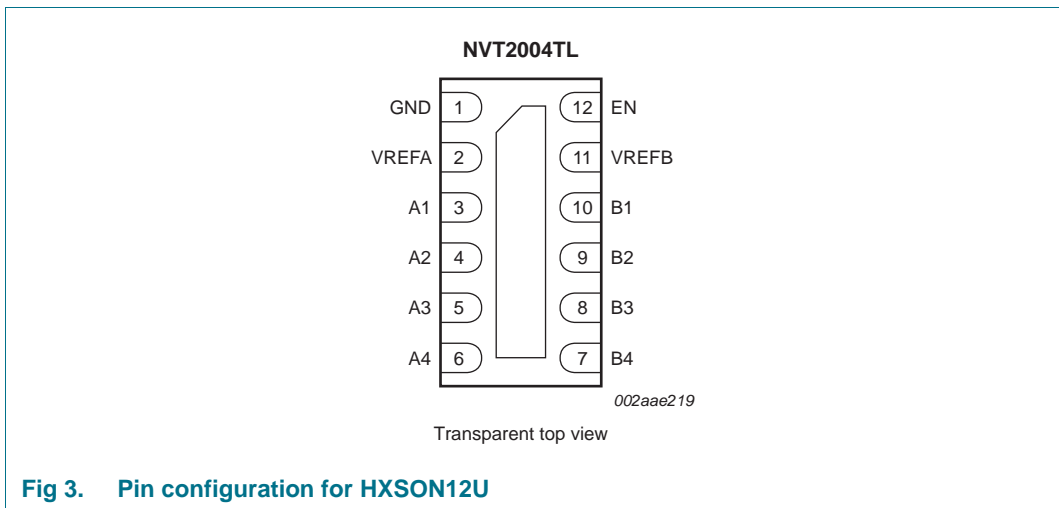 NVT2004TL
GND 1 12 EN
VREFA 2 11 VREFB
A1 3 10 B1
A2 4 9 B2
A3 5 8 B3
A4 6 7 B4
002aae219
Transparent top view
Fig 3. Pin configuration for HXSON12U